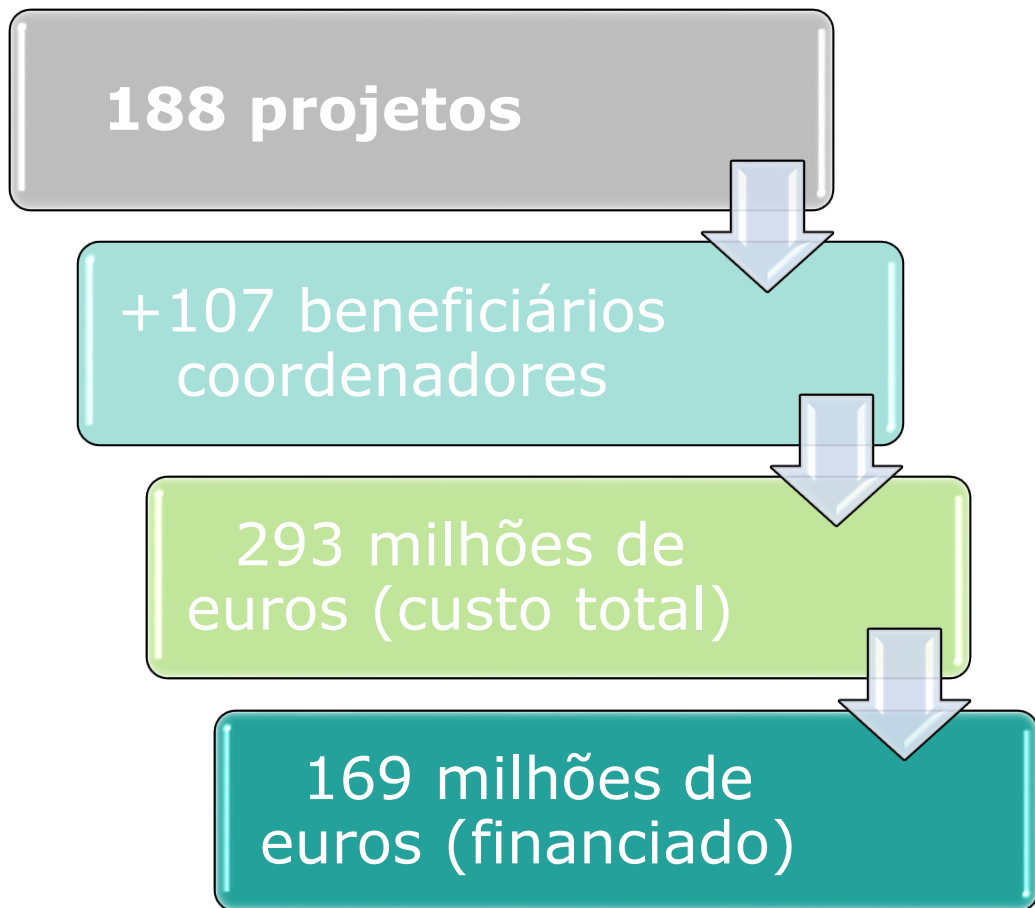 188 projetos
+107 beneficiários
coordenadores
293 milhões de
euros (custo total)
169 milhões de
euros (financiado)